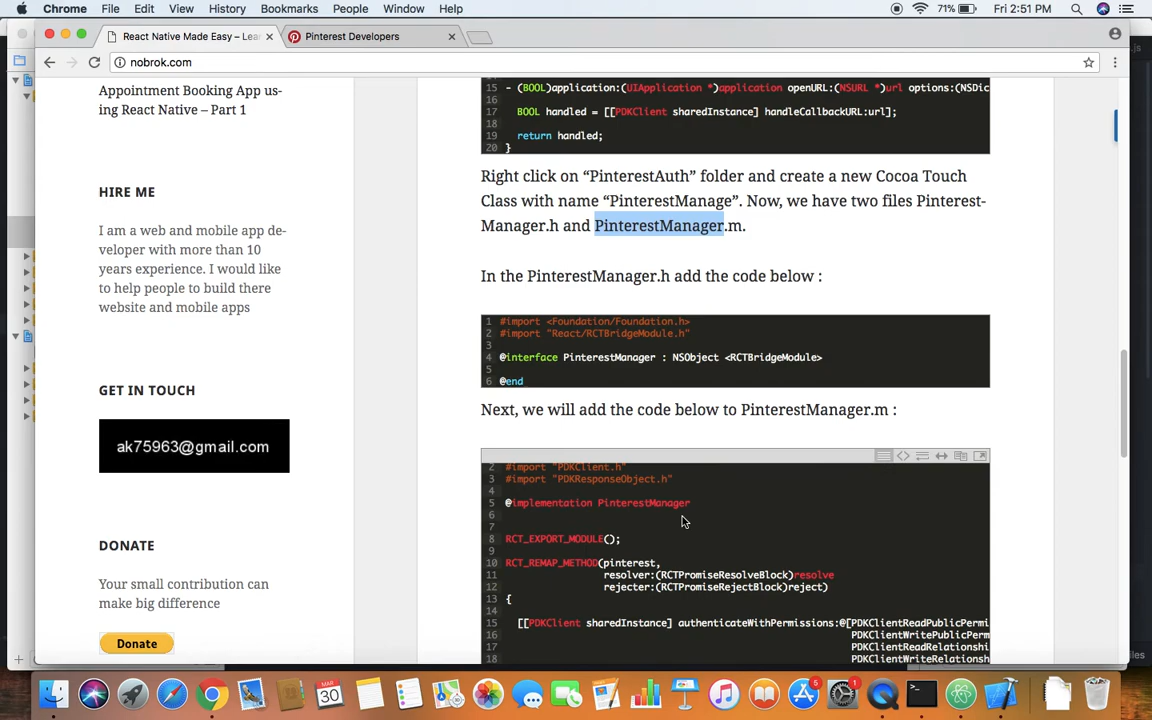 Chrome File Edit View History Bookmarks People Window Help 71% Fri 2:51 PM
React Native Made Easy – Lear
Pinterest Developers
nobrok.com
Appointment Booking App us-
ing React Native – Part 1
HIRE ME
I am a web and mobile app de-
veloper with more than 10
years experience. I would like
to help people to build there
website and mobile apps
GET IN TOUCH
ak75963@gmail.com
DONATE
Your small contribution can
make big difference
Donate
15 - (BOOL)application:(UIApplication *)application openURL:(NSURL *)url options:(NSDic
16
17 BOOL handled = [[PDKClient sharedInstance] handleCallbackURL:url];
18
19 return handled;
20 }
Right click on “PinterestAuth” folder and create a new Cocoa Touch
Class with name “PinterestManage”. Now, we have two files Pinterest-
Manager.h and PinterestManager.m.
In the PinterestManager.h add the code below :
1 #import <Foundation/Foundation.h>
2 #import "React/RCTBridgeModule.h"
3
4 @interface PinterestManager : NSObject <RCTBridgeModule>
5
6 @end
Next, we will add the code below to PinterestManager.m :
2 #import "PDKClient.h"
3 #import "PDKResponseObject.h"
4
5 @implementation PinterestManager
6
7
8 RCT_EXPORT_MODULE();
9
10 RCT_REMAP_METHOD(pinterest,
11 resolver:(RCTPromiseResolveBlock)resolve
12 rejecter:(RCTPromiseRejectBlock)reject)
13 {
14
15 [[PDKClient sharedInstance] authenticateWithPermissions:@[PDKClientReadPublicPermi
16 PDKClientWritePublicPerm
17 PDKClientReadRelationshi
18 PDKClientWriteRelationsh
MAR
30
5
1
.js
iles